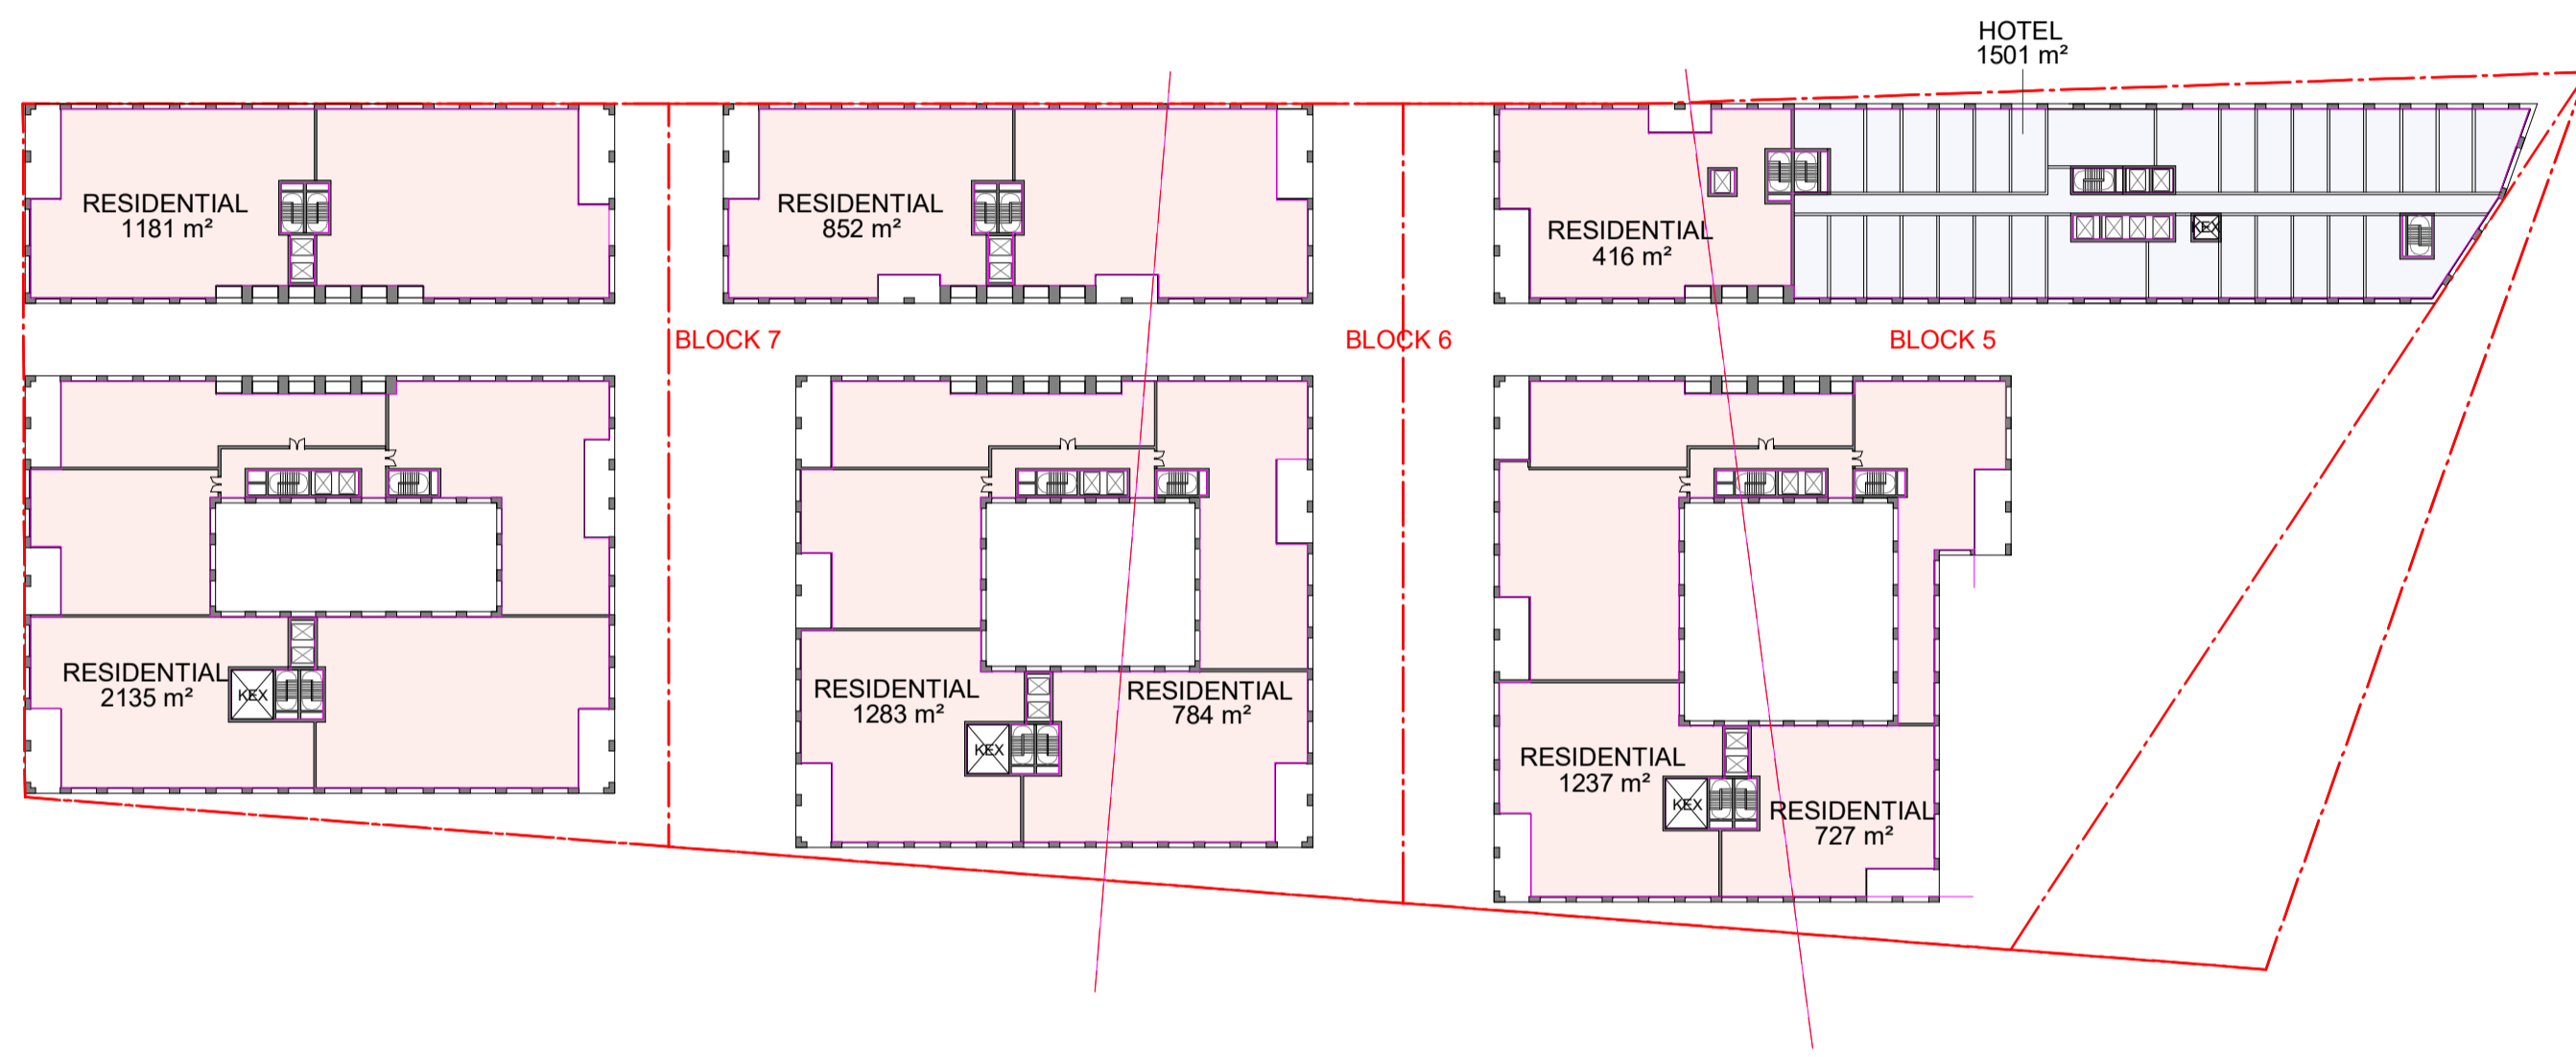 HOTEL
1501 m²
RESIDENTIAL
1181 m²
RESIDENTIAL
852 m²
RESIDENTIAL
416 m²
KEX
BLOCK 7
BLOCK 6
BLOCK 5
RESIDENTIAL
2135 m²
KEX
RESIDENTIAL
1283 m²
RESIDENTIAL
784 m²
KEX
RESIDENTIAL
1237 m²
KEX
RESIDENTIAL
727 m²